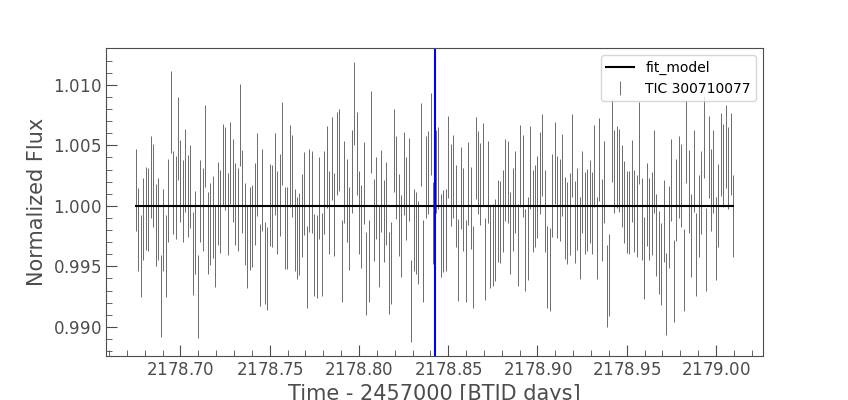 fit_model
TIC 300710077
1.010
1.005
1.000
0.995
0.990
Normalized Flux
2178.70 2178.75 2178.80 2178.85 2178.90 2178.95 2179.00
Time - 2457000 [BTJD days]